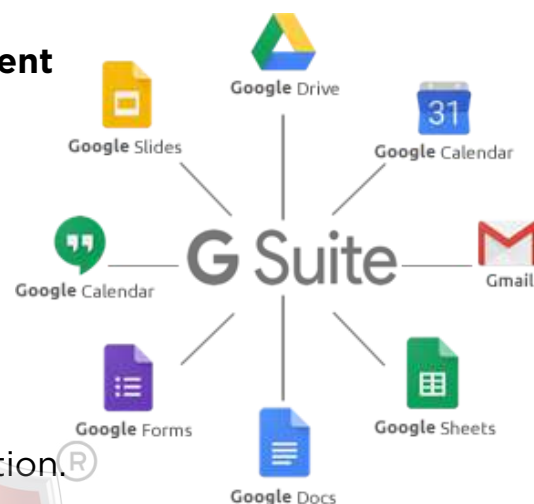 ent
Google Drive
Google Slides
31
Google Calendar
G Suite
Google Calendar
Gmail
Google Forms
Google Sheets
tion.®
Google Docs